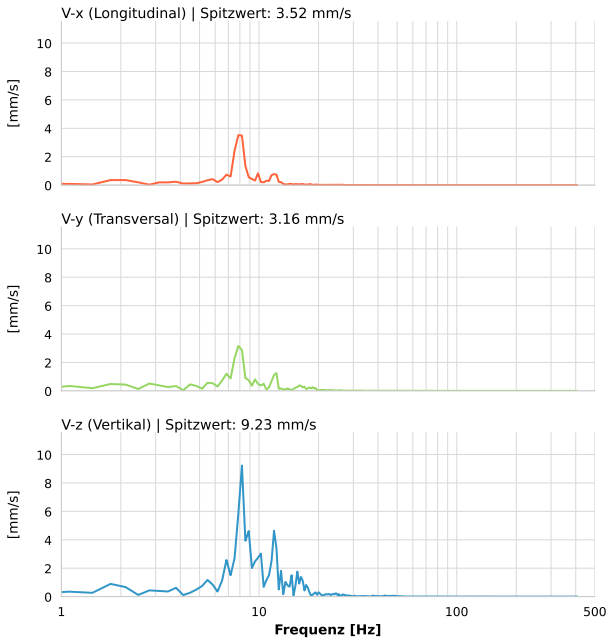 V-x (Longitudinal) | Spitzwert: 3.52 mm/s
10
8
6
4
2
0
[mm/s]
V-y (Transversal) | Spitzwert: 3.16 mm/s
10
8
6
4
2
0
[mm/s]
V-z (Vertikal) | Spitzwert: 9.23 mm/s
10
8
6
4
2
0
[mm/s]
1 10 100 500
Frequenz [Hz]